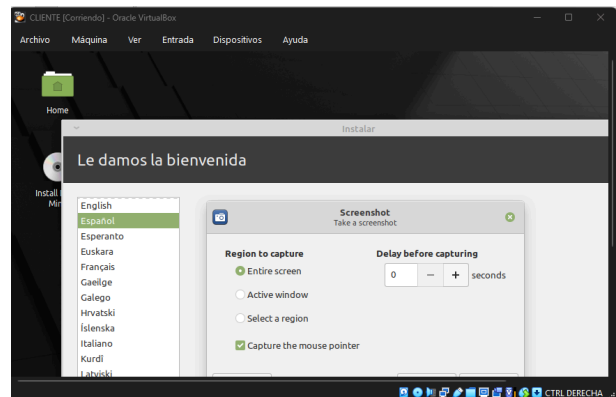 CLIENTE [Corriendo] - Oracle VirtualBox
Archivo Máquina Ver Entrada Dispositivos Ayuda
Home
Instalar
Le damos la bienvenida
Install
Min
English
Español
Esperanto
Euskara
Français
Gaeilge
Galego
Hrvatski
Íslenska
Italiano
Kurdî
Latviski
Screenshot
Take a screenshot
Region to capture
Entire screen
Active window
Select a region
Capture the mouse pointer
Delay before capturing
0 − + seconds
CTRL DERECHA